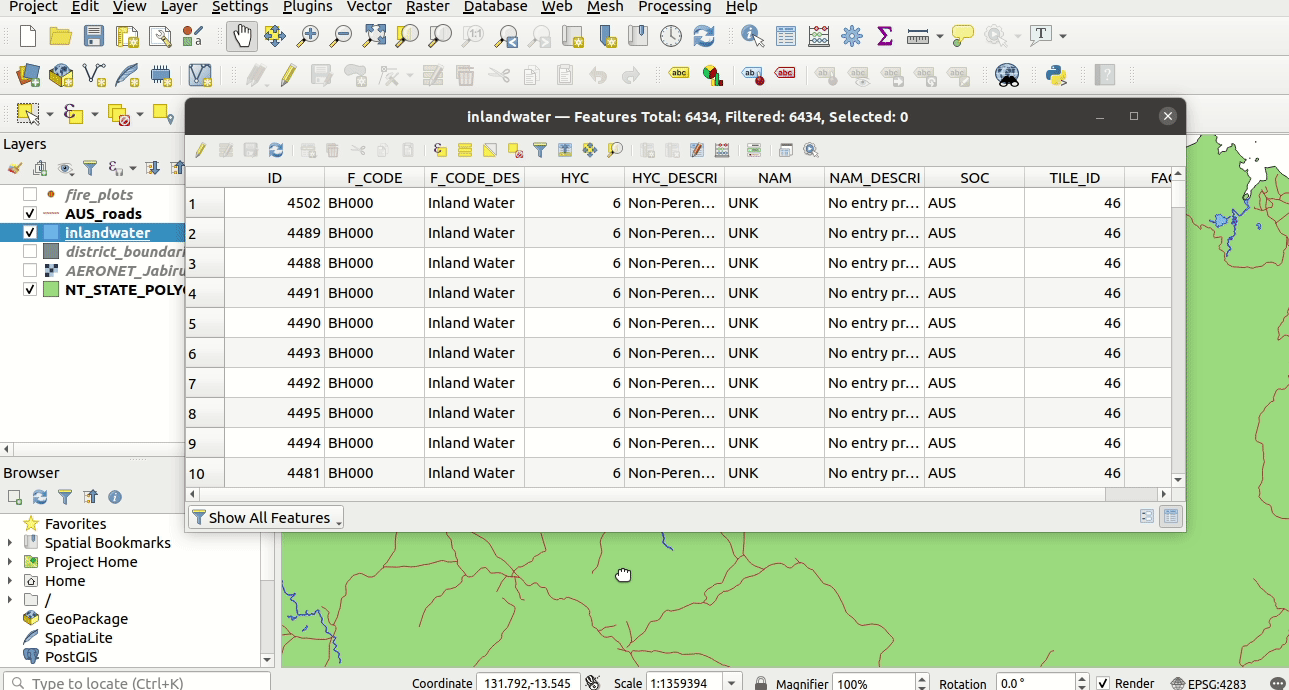 Project Edit View Layer Settings Plugins Vector Raster Database Web Mesh Processing Help
inlandwater — Features Total: 6434, Filtered: 6434, Selected: 0
Layers
fire_plots
AUS_roads
inlandwater
district_boundari
AERONET_Jabiru
NT_STATE_POLY
ID F_CODE F_CODE_DES HYC HYC_DESCRI NAM NAM_DESCRI SOC TILE_ID FAC
1 4502 BH000 Inland Water 6 Non-Peren... UNK No entry pr... AUS 46
2 4489 BH000 Inland Water 6 Non-Peren... UNK No entry pr... AUS 46
3 4488 BH000 Inland Water 6 Non-Peren... UNK No entry pr... AUS 46
4 4491 BH000 Inland Water 6 Non-Peren... UNK No entry pr... AUS 46
5 4490 BH000 Inland Water 6 Non-Peren... UNK No entry pr... AUS 46
6 4493 BH000 Inland Water 6 Non-Peren... UNK No entry pr... AUS 46
7 4492 BH000 Inland Water 6 Non-Peren... UNK No entry pr... AUS 46
8 4495 BH000 Inland Water 6 Non-Peren... UNK No entry pr... AUS 46
9 4494 BH000 Inland Water 6 Non-Peren... UNK No entry pr... AUS 46
10 4481 BH000 Inland Water 6 Non-Peren... UNK No entry pr... AUS 46
Show All Features
Browser
Favorites
Spatial Bookmarks
Project Home
Home
/
GeoPackage
SpatiaLite
PostGIS
Type to locate (Ctrl+K) Coordinate 131.792,-13.545 Scale 1:1359394 Magnifier 100% Rotation 0.0 ° Render EPSG:4283